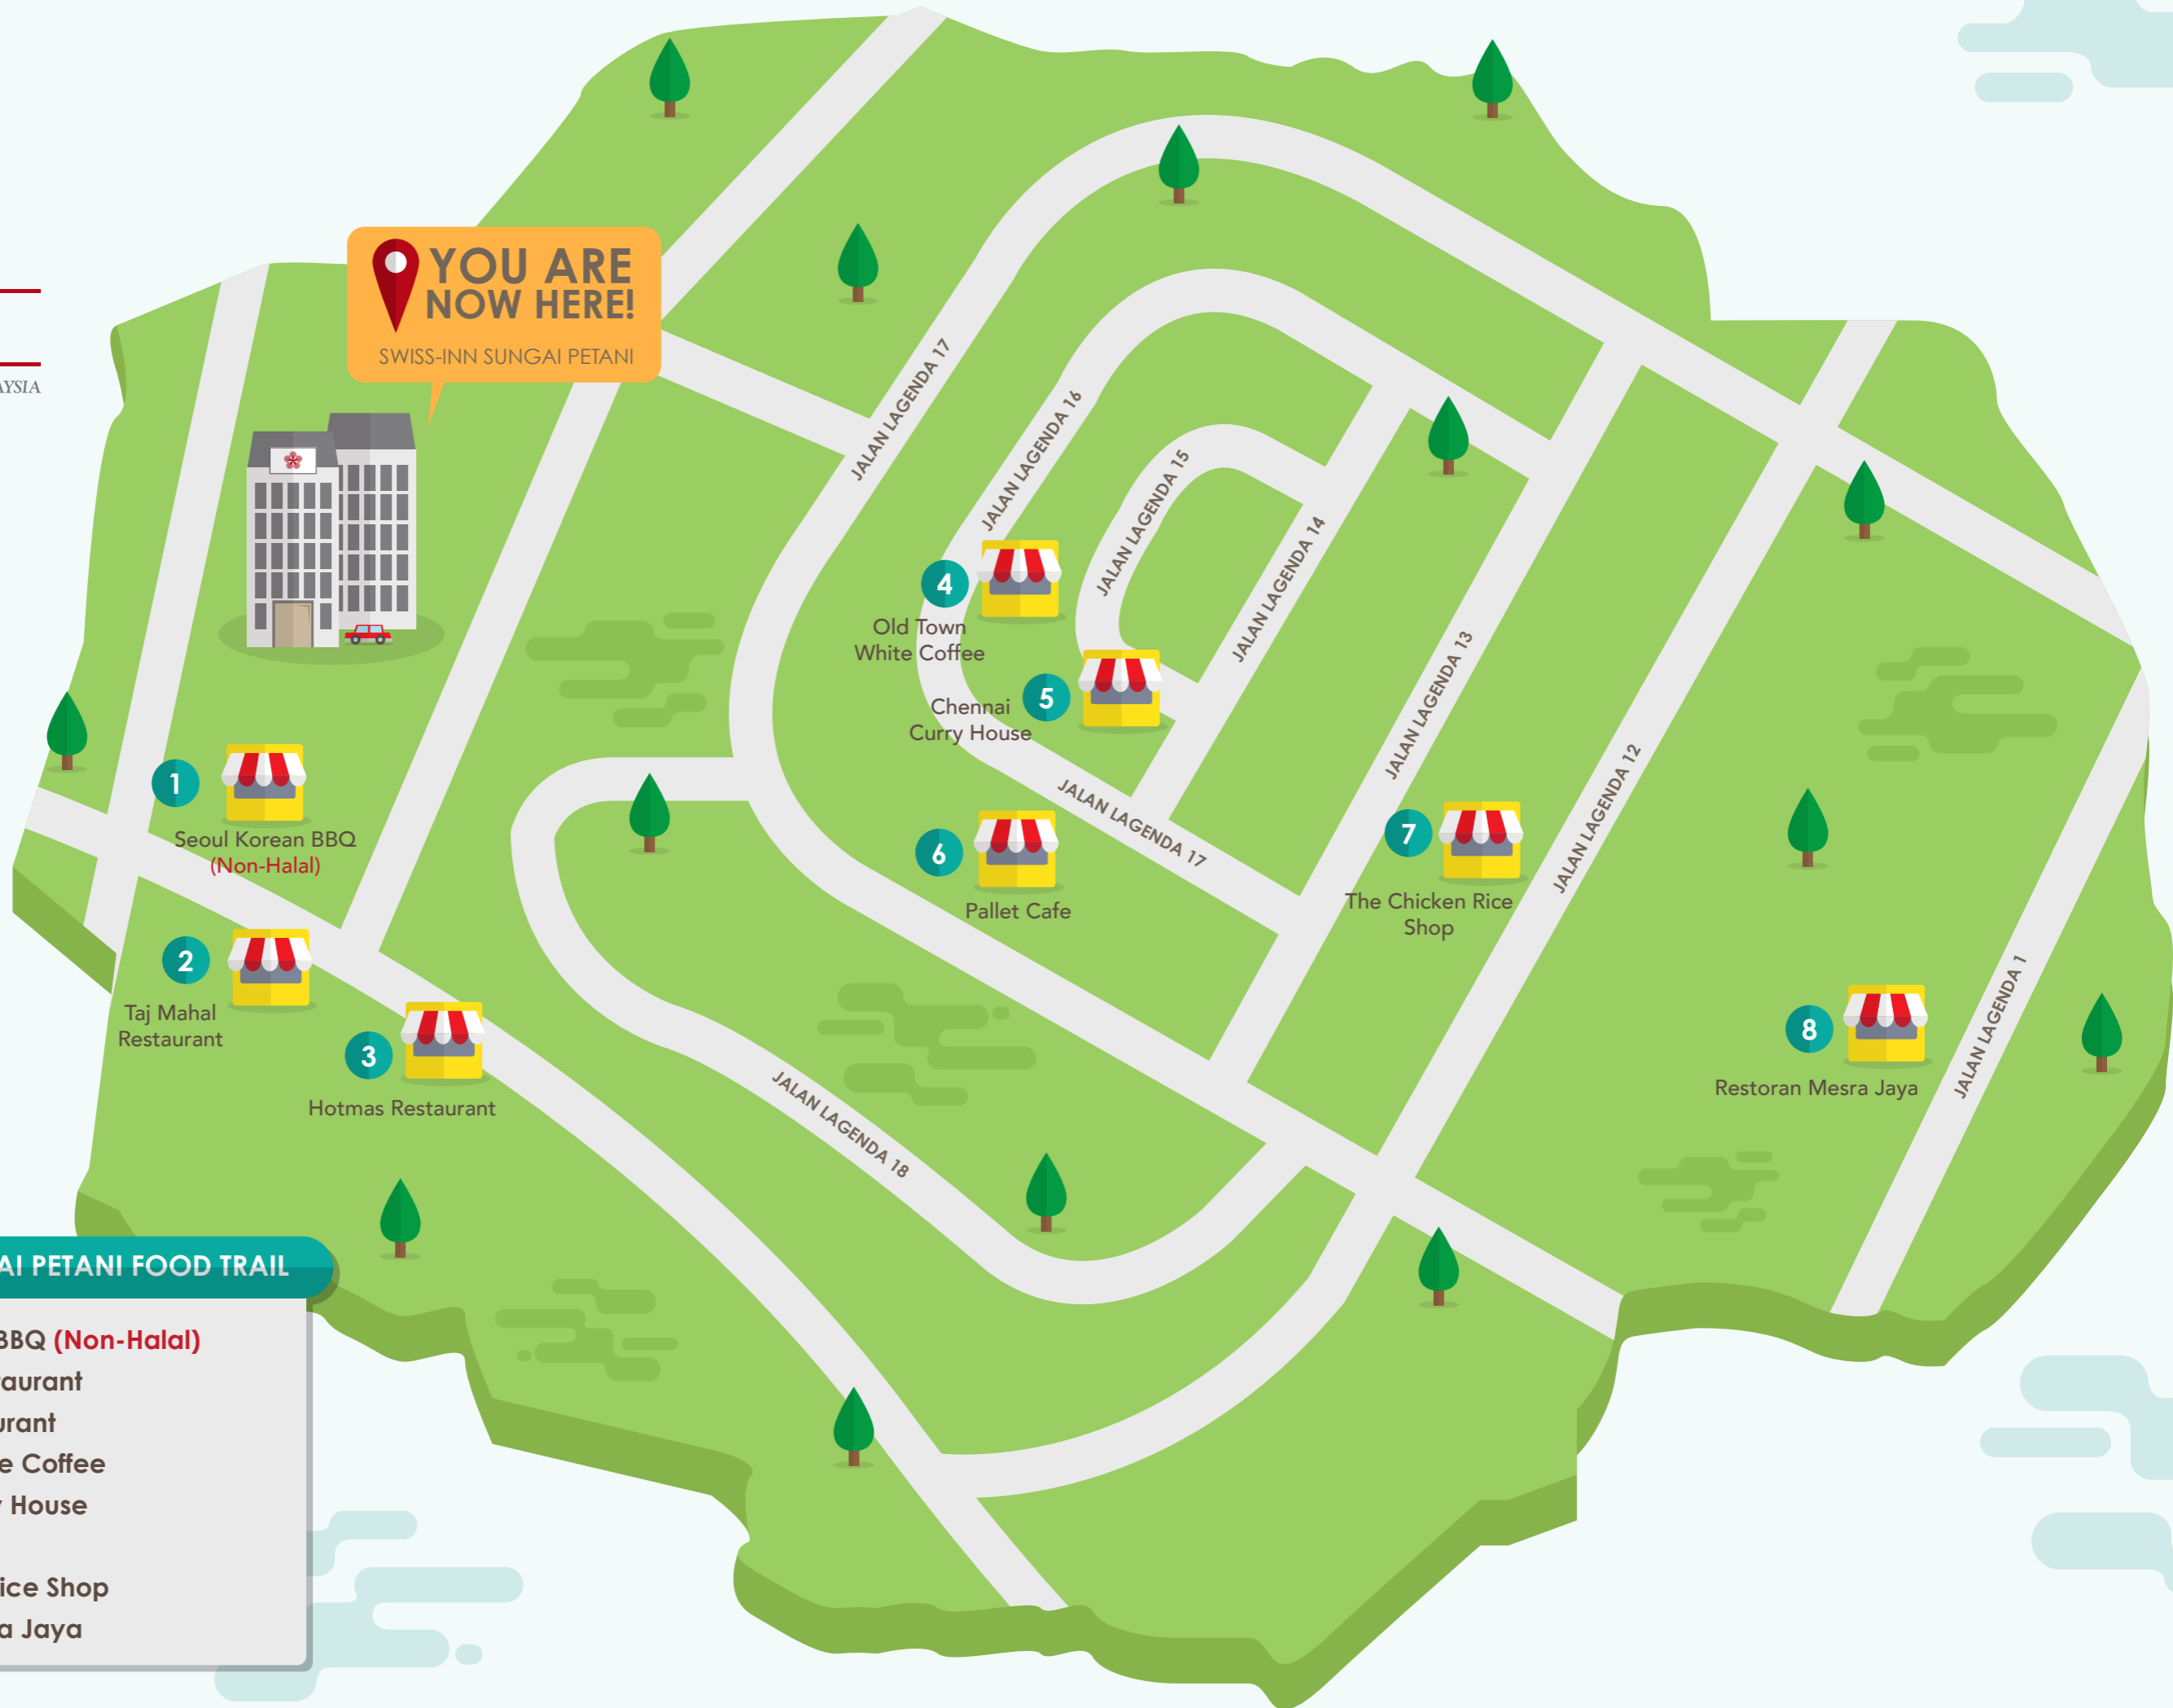 YOU ARE
NOW HERE!
SWISS-INN SUNGAI PETANI
JALAN LAGENDA 17
JALAN LAGENDA 16
JALAN LAGENDA 15
JALAN LAGENDA 14
JALAN LAGENDA 13
JALAN LAGENDA 12
JALAN LAGENDA 17
JALAN LAGENDA 18
JALAN LAGENDA 1
1
Seoul Korean BBQ
(Non-Halal)
2
Taj Mahal
Restaurant
3
Hotmas Restaurant
4
Old Town
White Coffee
5
Chennai
Curry House
6
Pallet Cafe
7
The Chicken Rice
Shop
8
Restoran Mesra Jaya
AYSIA
AI PETANI FOOD TRAIL
BBQ (Non-Halal)
taurant
urant
e Coffee
y House
ice Shop
a Jaya